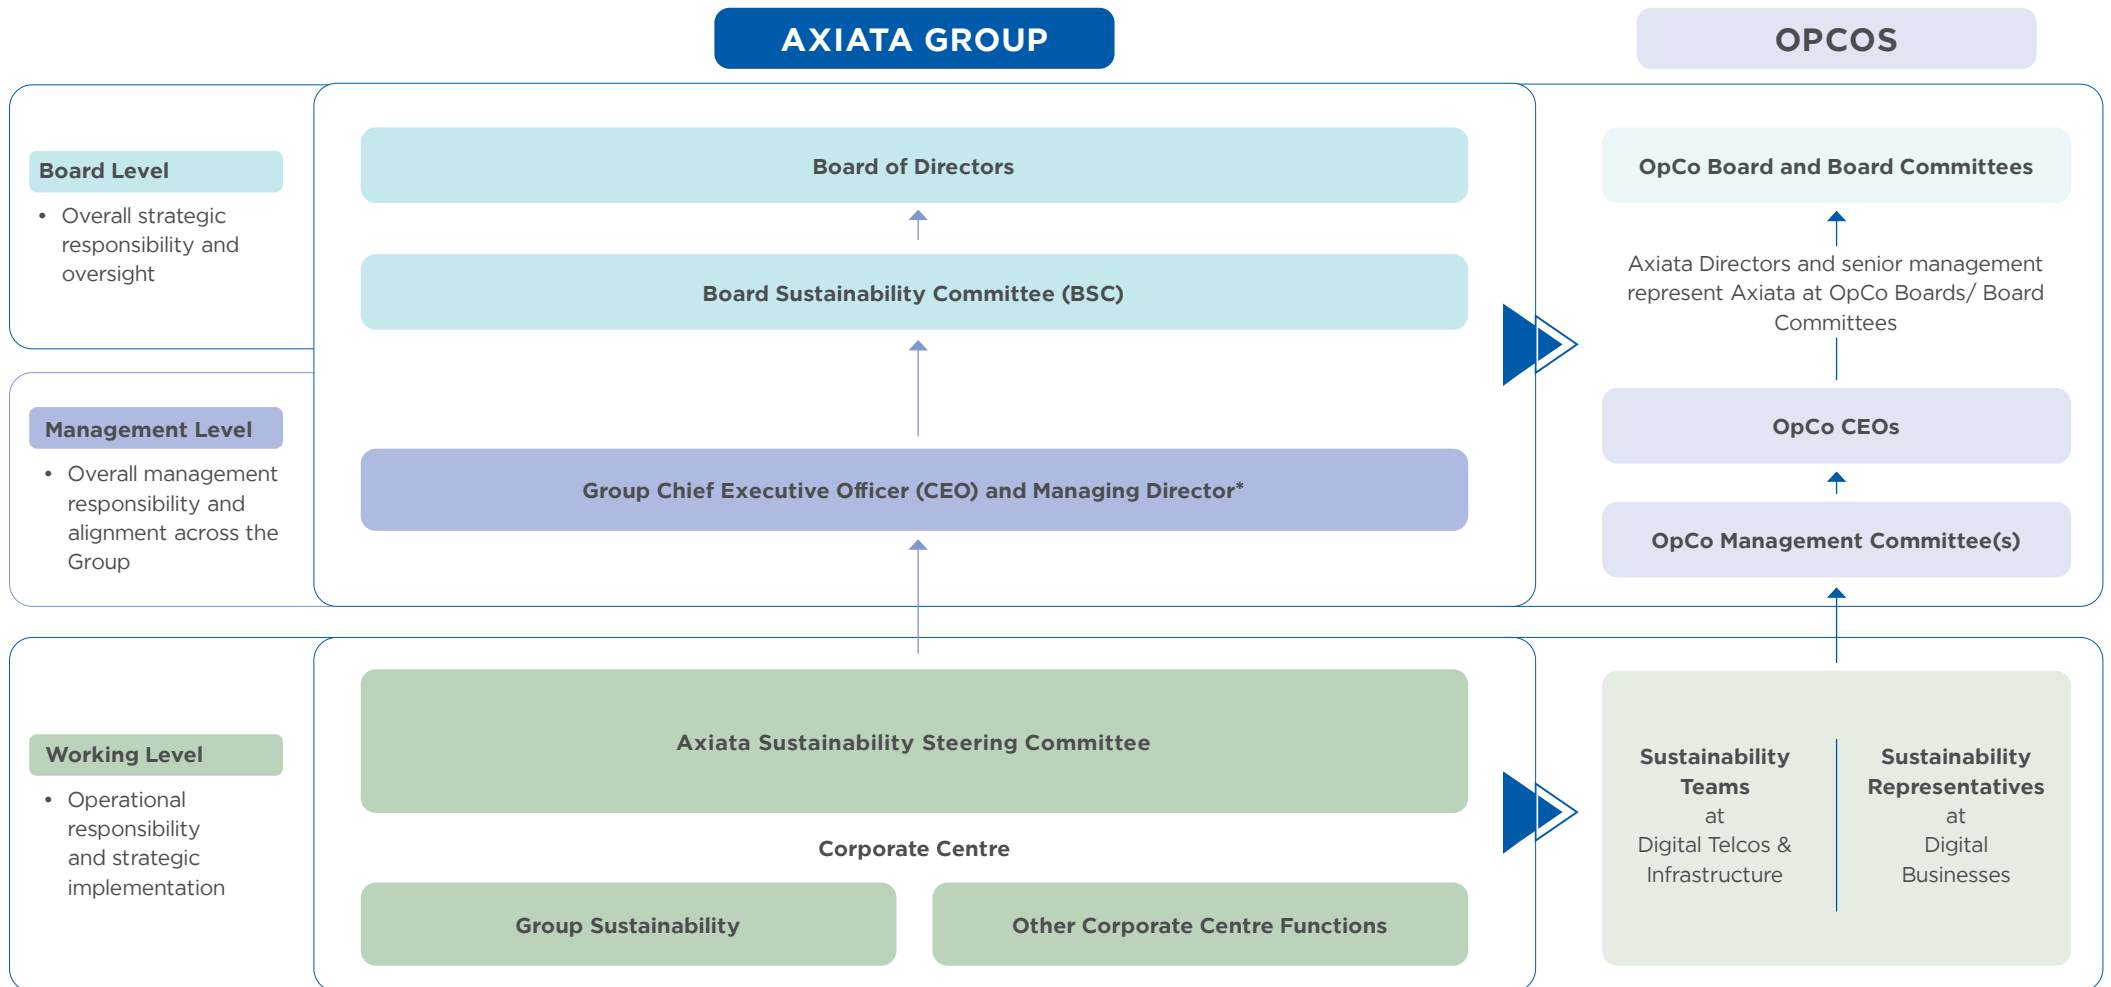 AXIATA GROUP
OPCOS
Board Level
• Overall strategic
responsibility and
oversight
Board of Directors
Board Sustainability Committee (BSC)
OpCo Board and Board Committees
Axiata Directors and senior management
represent Axiata at OpCo Boards/ Board
Committees
Management Level
• Overall management
responsibility and
alignment across the
Group
Group Chief Executive Officer (CEO) and Managing Director*
OpCo CEOs
OpCo Management Committee(s)
Working Level
• Operational
responsibility
and strategic
implementation
Axiata Sustainability Steering Committee
Corporate Centre
Group Sustainability
Other Corporate Centre Functions
Sustainability
Teams
at
Digital Telcos &
Infrastructure
Sustainability
Representatives
at
Digital
Businesses